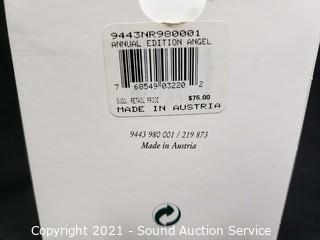 9443NR980001
ANNUAL EDITION ANGEL
7 68549 03220 2
SUGG. RETAIL PRICE $75.00
MADE IN AUSTRIA
9443 980 001 / 219 873
Made in Austria
Copyright 2021 - Sound Auction Service